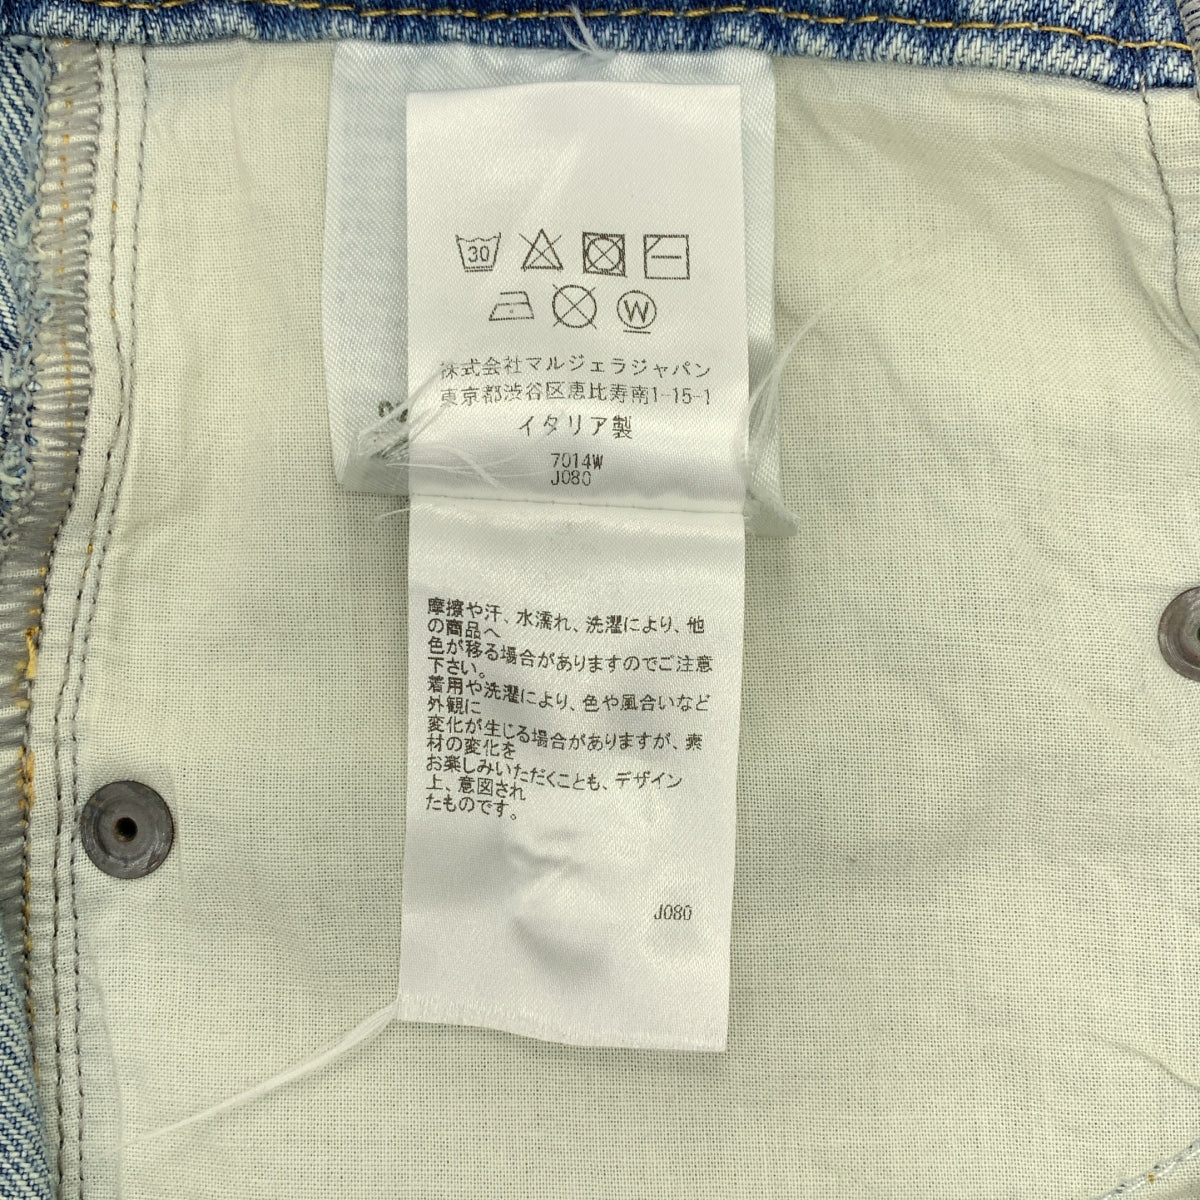 30
W
株式会社マルジェラジャパン
東京都渋谷区恵比寿南1-15-1
イタリア製
7014W
J080
摩擦や汗、水濡れ、洗濯により、他
の商品へ
色が移る場合がありますのでご注意
下さい。
着用や洗濯により、色や風合いなど
外観に
変化が生じる場合がありますが、素
材の変化を
お楽しみいただくことも、デザイン
上、意図され
たものです。
J080